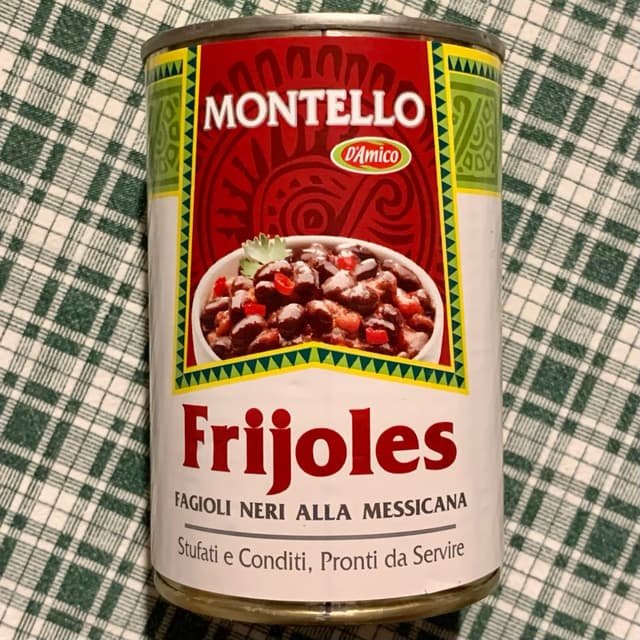 MONTELLO
D'Amico
Frijoles
FAGIOLI NERI ALLA MESSICANA
Stufati e Conditi, Pronti da Servire